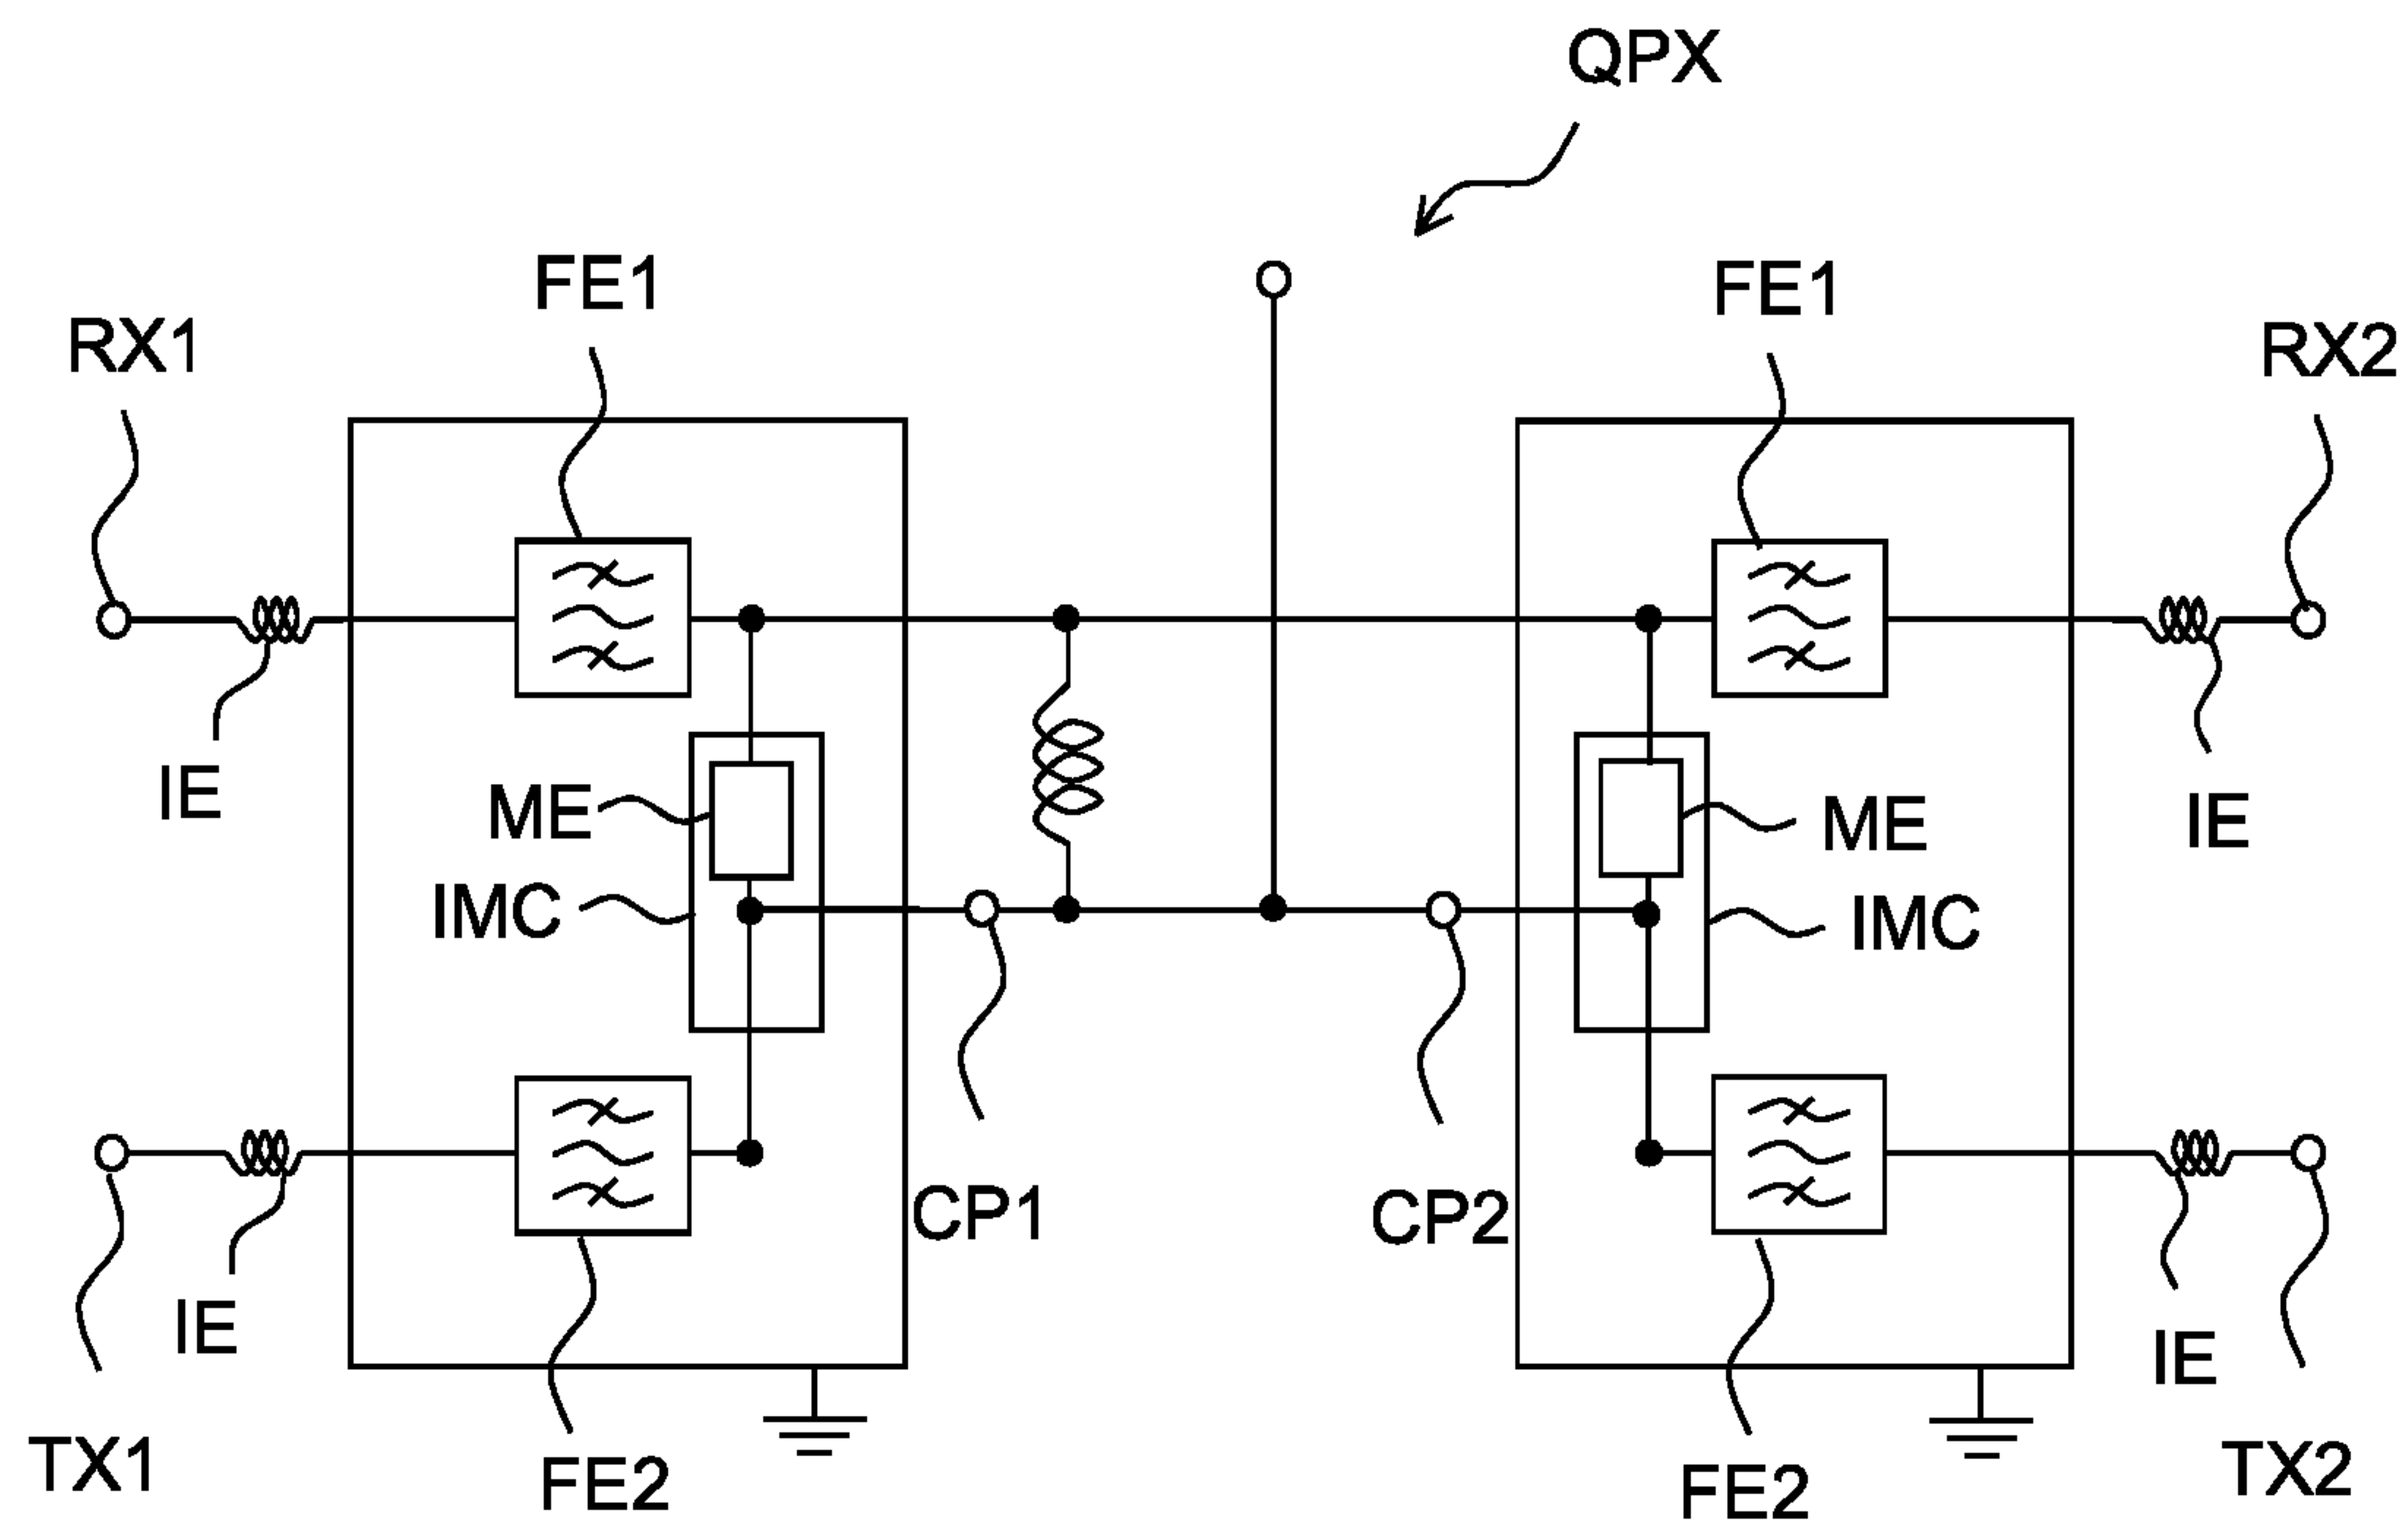 QPX
FE1
FE1
RX1
RX2
IE
ME
ME
IE
IMC
IMC
CP1
CP2
IE
IE
TX1
FE2
FE2
TX2